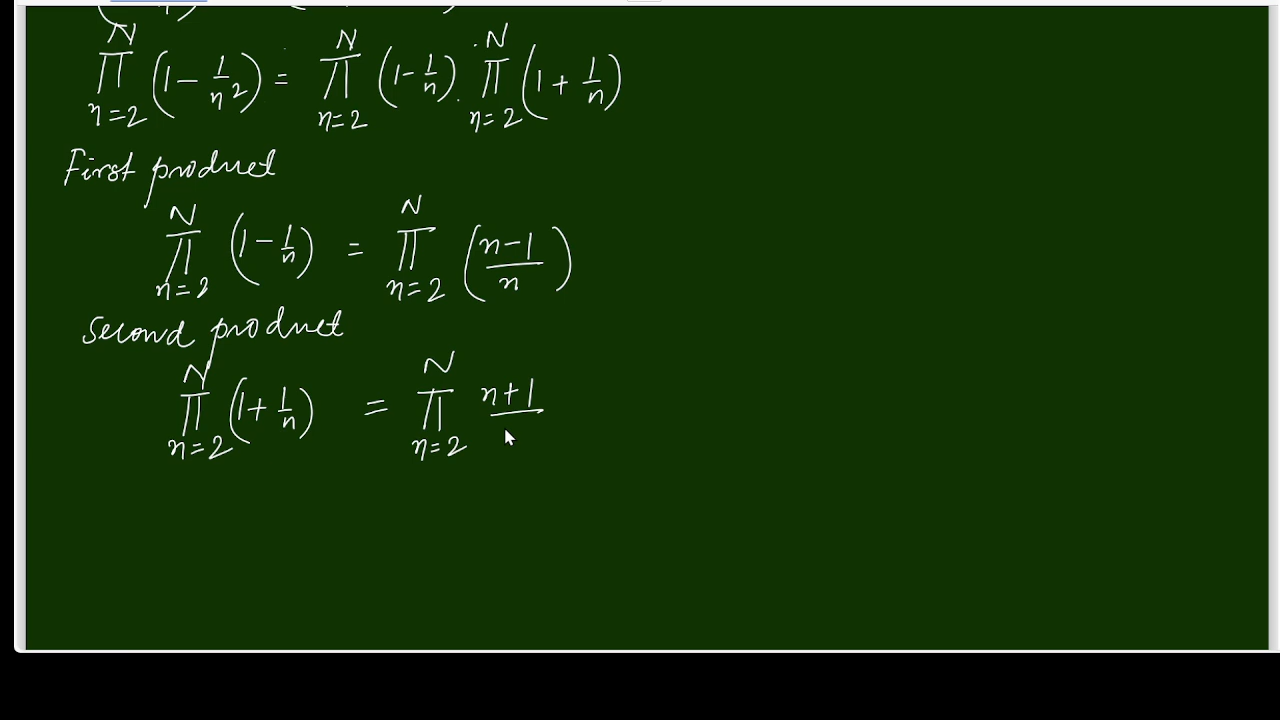 ∏_{n=2}^{N} (1 - 1/n²) = ∏_{n=2}^{N} (1 - 1/n) · ∏_{n=2}^{N} (1 + 1/n)
First product
∏_{n=2}^{N} (1 - 1/n) = ∏_{n=2}^{N} ((n-1)/n)
Second product
∏_{n=2}^{N} (1 + 1/n) = ∏_{n=2}^{N} (n+1)/